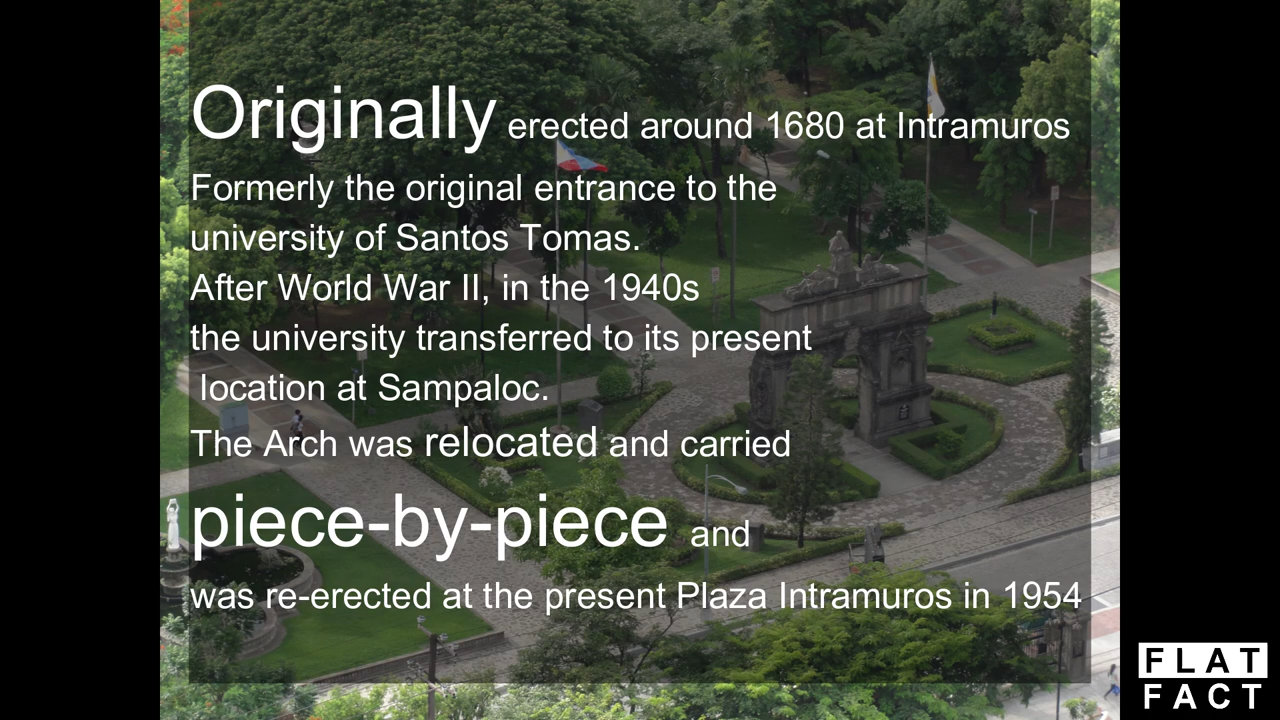 Originally erected around 1680 at Intramuros
Formerly the original entrance to the
university of Santos Tomas.
After World War II, in the 1940s
the university transferred to its present
location at Sampaloc.
The Arch was relocated and carried
piece-by-piece and
was re-erected at the present Plaza Intramuros in 1954
FLAT
FACT